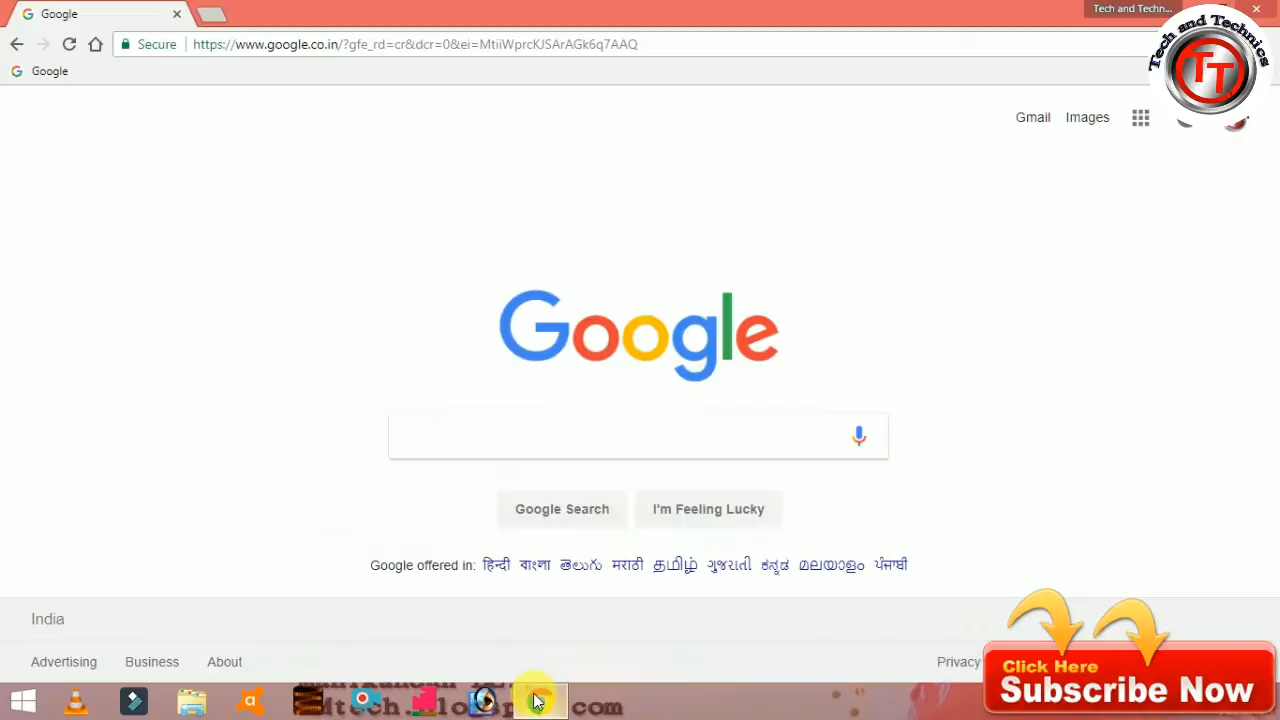 Google
Tech and Techn...
Secure
https://www.google.co.in/?gfe_rd=cr&dcr=0&ei=MtiiWprcKJSArAGk6q7AAQ
Google
Tech and Technics
TT
Gmail Images
Google
Google Search
I'm Feeling Lucky
Google offered in: हिन्दी বাংলা తెలుగు मराठी தமிழ் ગુજરાતી ಕನ್ನಡ മലയാളം ਪੰਜਾਬੀ
India
Advertising Business About
Privacy
Click Here
Subscribe Now